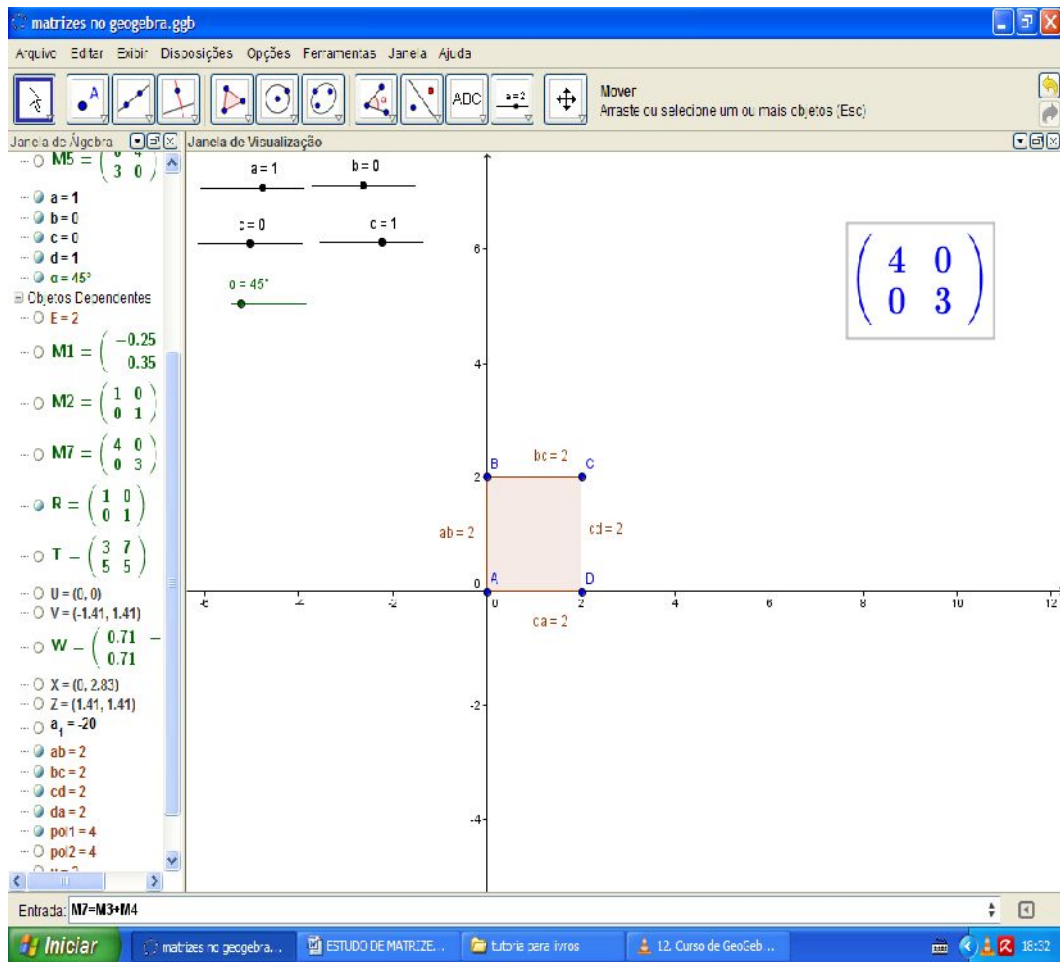 matrizes no geogebra.ggb
Arquivo Editar Exibir Disposições Opções Ferramentas Janela Ajuda
A
ABC
a=2
Mover
Arraste ou selecione um ou mais objetos (Esc)
Janela de Álgebra
Janela de Visualização
M5 = ( 4
3 0 )
a = 1
b = 0
c = 0
d = 1
α = 45°
Objetos Dependentes
E = 2
M1 = ( -0.25
0.35
M2 = ( 1 0
0 1 )
M7 = ( 4 0
0 3 )
R = ( 1 0
0 1 )
T = ( 3 7
5 5 )
U = (0, 0)
V = (-1.41, 1.41)
W = ( 0.71 −
0.71
X = (0, 2.83)
Z = (1.41, 1.41)
a₁ = -20
ab = 2
bc = 2
cd = 2
da = 2
pol1 = 4
pol2 = 4
a = 1
b = 0
c = 0
c = 1
α = 45°
( 4 0
0 3 )
6
4
2
0
-2
-4
-2
0
2
4
6
8
10
12
B
bc = 2
C
ab = 2
cd = 2
A
D
ca = 2
Entrada: M7=M3+M4
Iniciar
matrizes no geogebra...
ESTUDO DE MATRIZE...
tutoria para livros
12. Curso de GeoGeb...
18:32